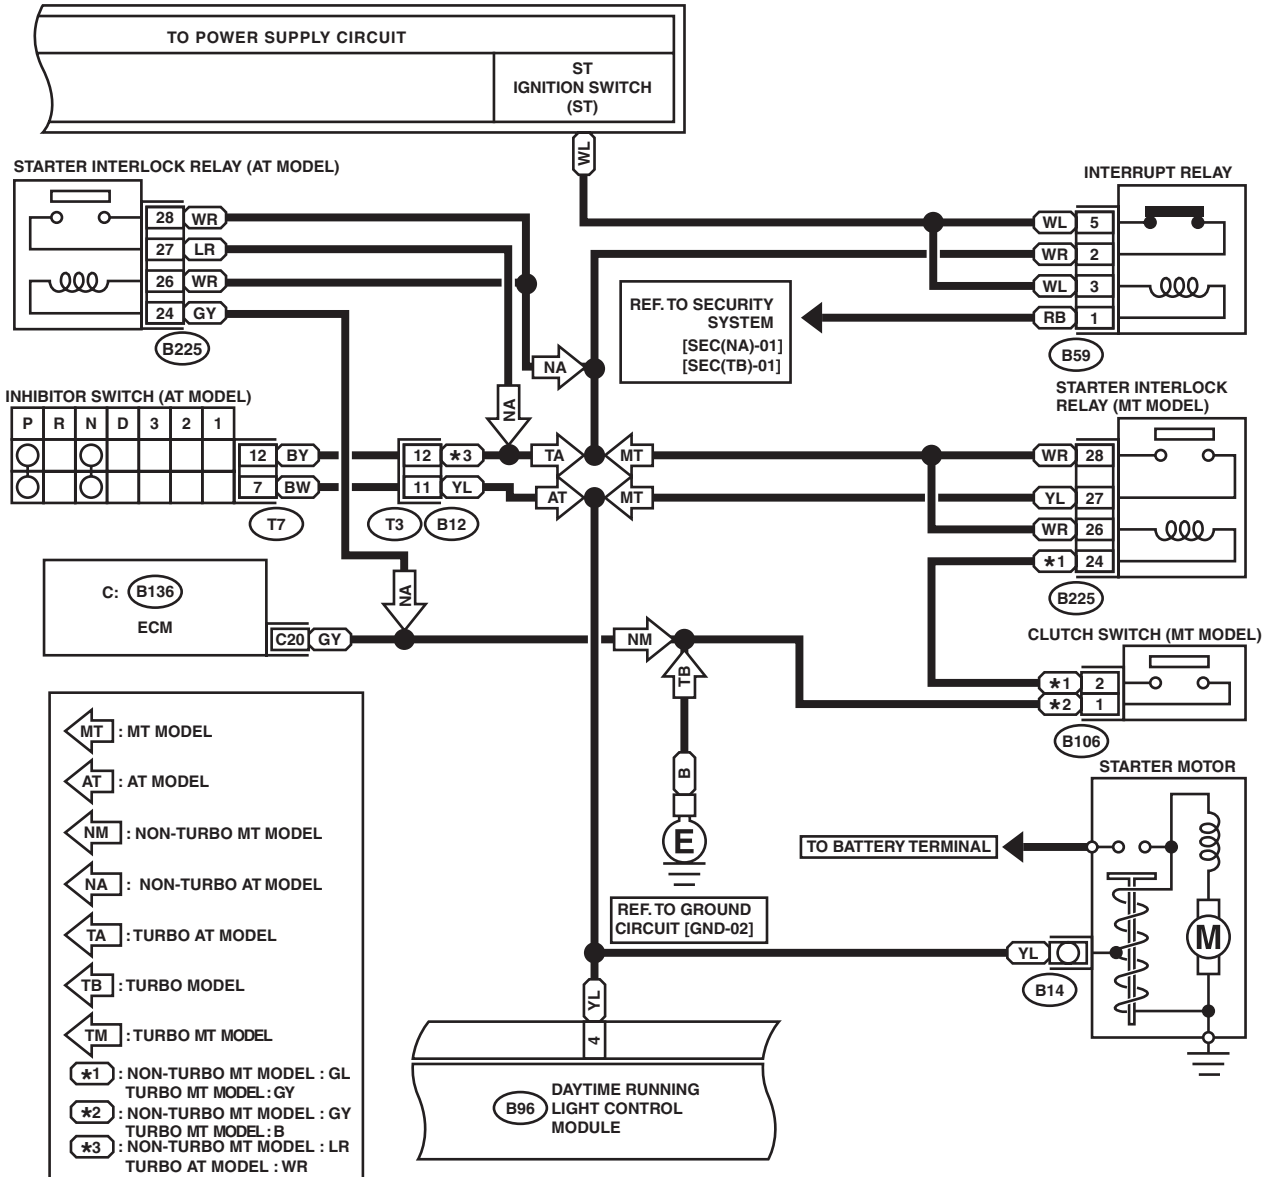 TO POWER SUPPLY CIRCUIT
ST
IGNITION SWITCH
(ST)
WL
STARTER INTERLOCK RELAY (AT MODEL)
28 WR
27 LR
26 WR
24 GY
B225
INTERRUPT RELAY
WL 5
WR 2
WL 3
RB 1
B59
REF. TO SECURITY
SYSTEM
[SEC(NA)-01]
[SEC(TB)-01]
NA
NA
INHIBITOR SWITCH (AT MODEL)
P R N D 3 2 1
12 BY
7 BW
T7
12 *3
11 YL
T3 B12
TA MT
AT MT
STARTER INTERLOCK
RELAY (MT MODEL)
WR 28
YL 27
WR 26
*1 24
B225
C: B136
ECM
C20 GY
NA
NM
TB
B
E
CLUTCH SWITCH (MT MODEL)
*1 2
*2 1
B106
STARTER MOTOR
TO BATTERY TERMINAL
M
REF. TO GROUND
CIRCUIT [GND-02]
YL
B14
YL
4
B96
DAYTIME RUNNING
LIGHT CONTROL
MODULE
MT : MT MODEL
AT : AT MODEL
NM : NON-TURBO MT MODEL
NA : NON-TURBO AT MODEL
TA : TURBO AT MODEL
TB : TURBO MODEL
TM : TURBO MT MODEL
*1 : NON-TURBO MT MODEL : GL
TURBO MT MODEL : GY
*2 : NON-TURBO MT MODEL : GY
TURBO MT MODEL : B
*3 : NON-TURBO MT MODEL : LR
TURBO AT MODEL : WR